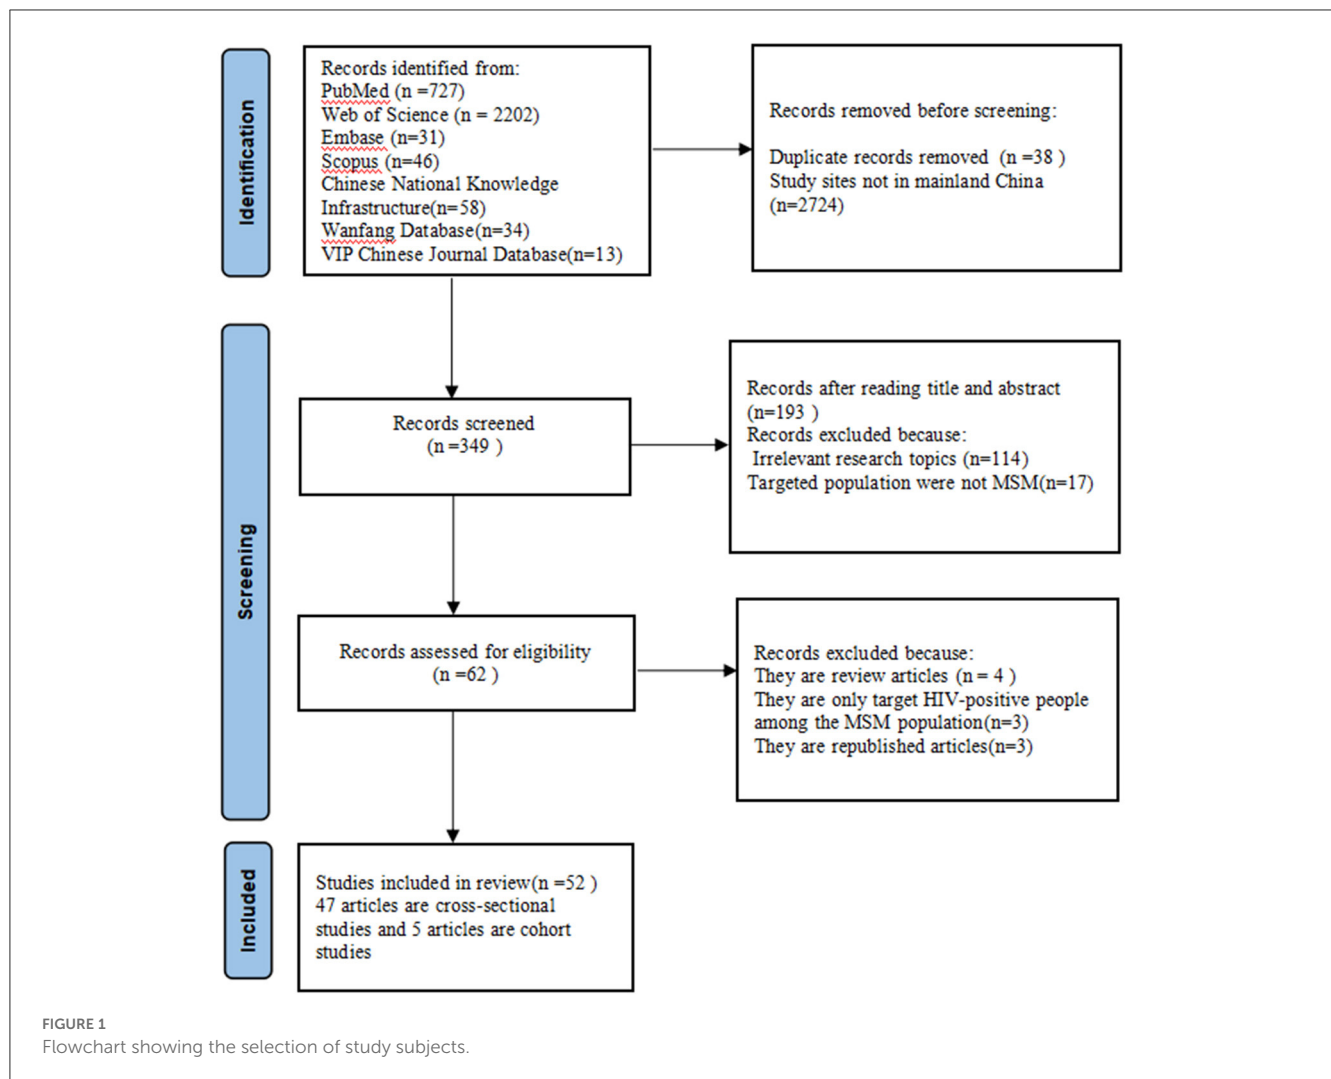 Identification
Records identified from:
PubMed (n =727)
Web of Science (n = 2202)
Embase (n=31)
Scopus (n=46)
Chinese National Knowledge
Infrastructure(n=58)
Wanfang Database(n=34)
VIP Chinese Journal Database(n=13)
Records removed before screening:
Duplicate records removed (n =38 )
Study sites not in mainland China
(n=2724)
Screening
Records screened
(n =349 )
Records after reading title and abstract
(n=193 )
Records excluded because:
Irrelevant research topics (n=114)
Targeted population were not MSM(n=17)
Records assessed for eligibility
(n =62 )
Records excluded because:
They are review articles (n = 4 )
They are only target HIV-positive people
among the MSM population(n=3)
They are republished articles(n=3)
Included
Studies included in review(n =52 )
47 articles are cross-sectional
studies and 5 articles are cohort
studies
FIGURE 1
Flowchart showing the selection of study subjects.